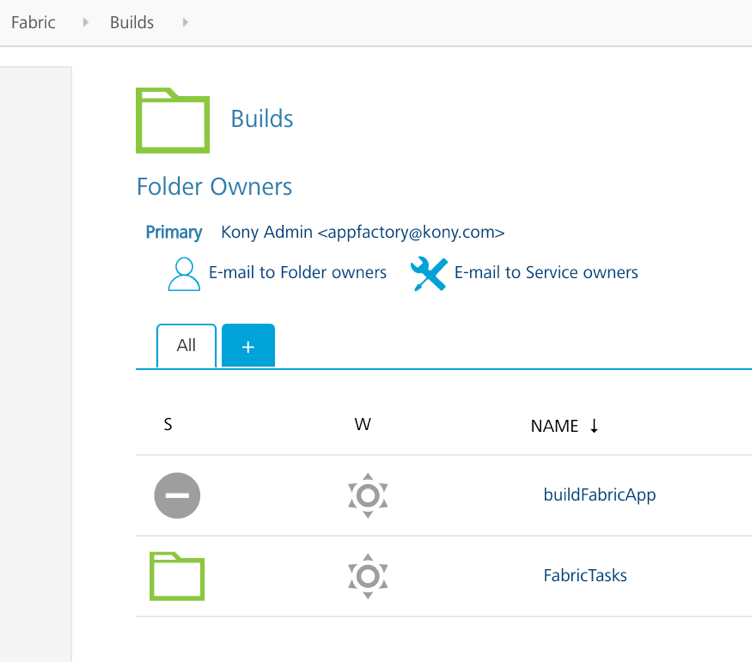 Fabric Builds
Builds
Folder Owners
Primary Kony Admin <appfactory@kony.com>
E-mail to Folder owners E-mail to Service owners
All +
S W NAME ↓
buildFabricApp
FabricTasks